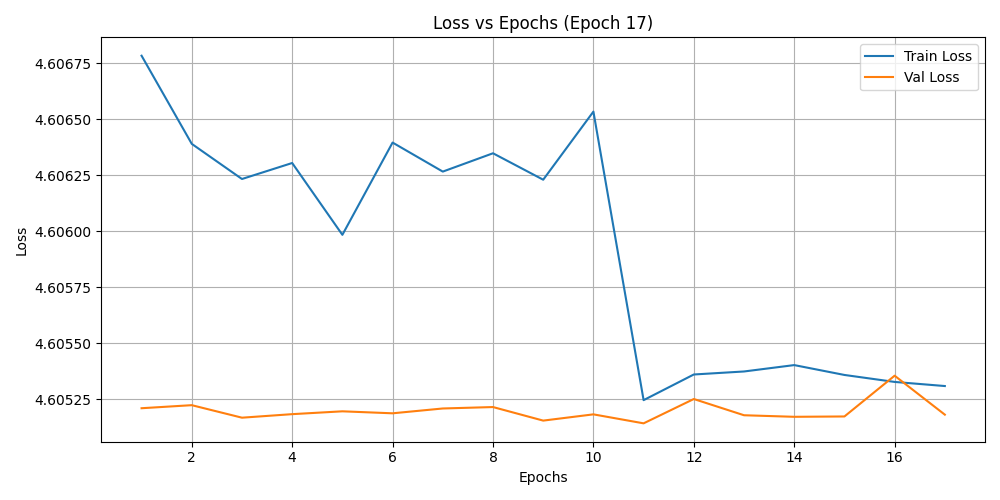 Loss vs Epochs (Epoch 17)
Train Loss
Val Loss
4.60675
4.60650
4.60625
4.60600
4.60575
4.60550
4.60525
Loss
2 4 6 8 10 12 14 16
Epochs